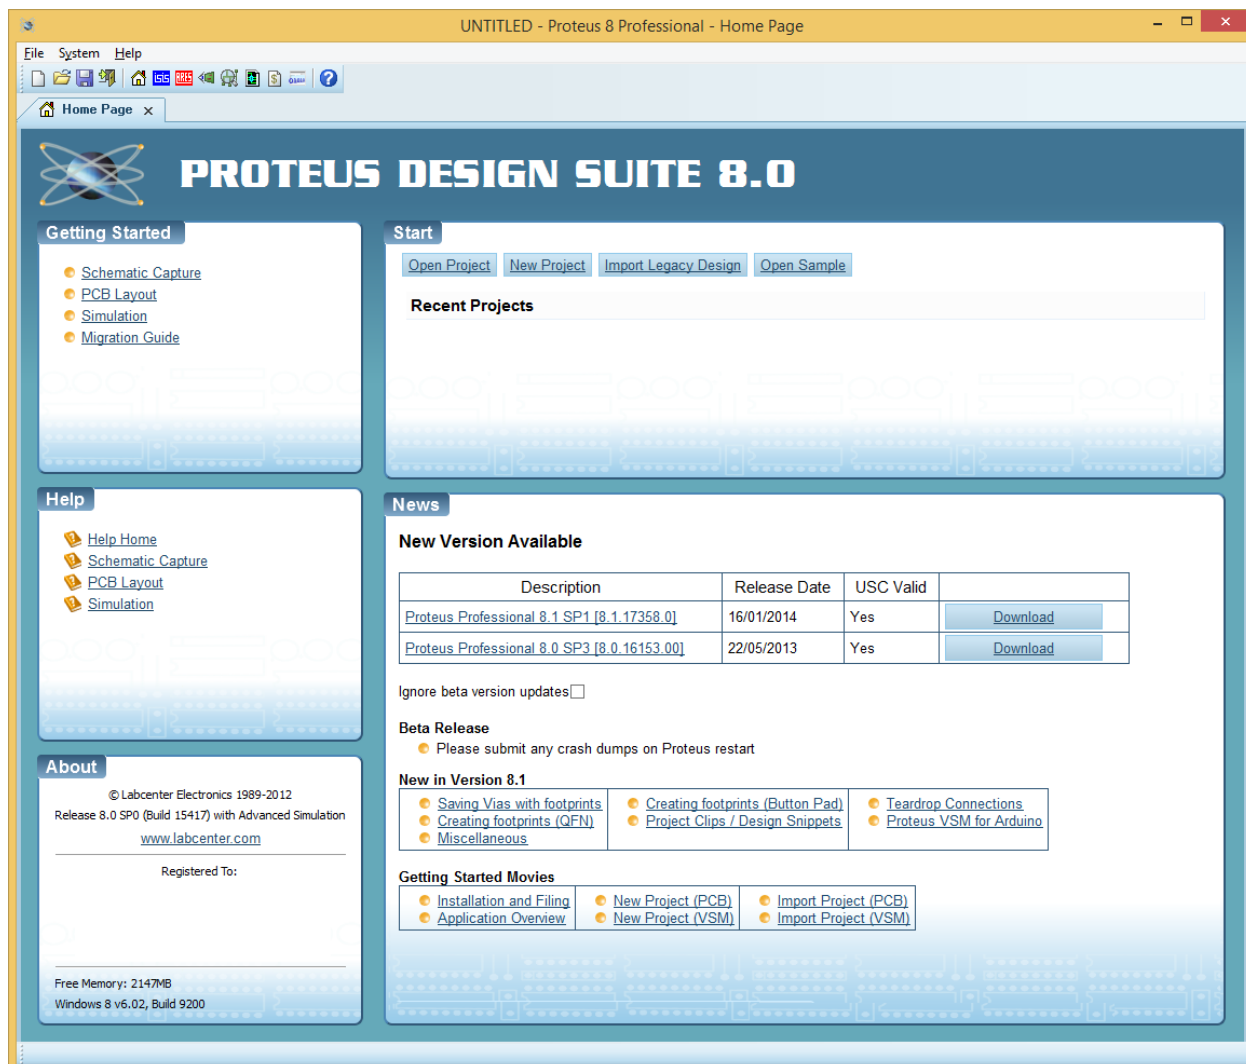 UNTITLED - Proteus 8 Professional - Home Page
File System Help
isis
ARES
Home Page x
PROTEUS DESIGN SUITE 8.0
Getting Started
Schematic Capture
PCB Layout
Simulation
Migration Guide
Start
Open Project New Project Import Legacy Design Open Sample
Recent Projects
Help
Help Home
Schematic Capture
PCB Layout
Simulation
News
New Version Available
Description Release Date USC Valid
Proteus Professional 8.1 SP1 [8.1.17358.0] 16/01/2014 Yes Download
Proteus Professional 8.0 SP3 [8.0.16153.00] 22/05/2013 Yes Download
Ignore beta version updates
Beta Release
Please submit any crash dumps on Proteus restart
New in Version 8.1
Saving Vias with footprints Creating footprints (Button Pad) Teardrop Connections
Creating footprints (QFN) Project Clips / Design Snippets Proteus VSM for Arduino
Miscellaneous
Getting Started Movies
Installation and Filing New Project (PCB) Import Project (PCB)
Application Overview New Project (VSM) Import Project (VSM)
About
© Labcenter Electronics 1989-2012
Release 8.0 SP0 (Build 15417) with Advanced Simulation
www.labcenter.com
Registered To:
Free Memory: 2147MB
Windows 8 v6.02, Build 9200